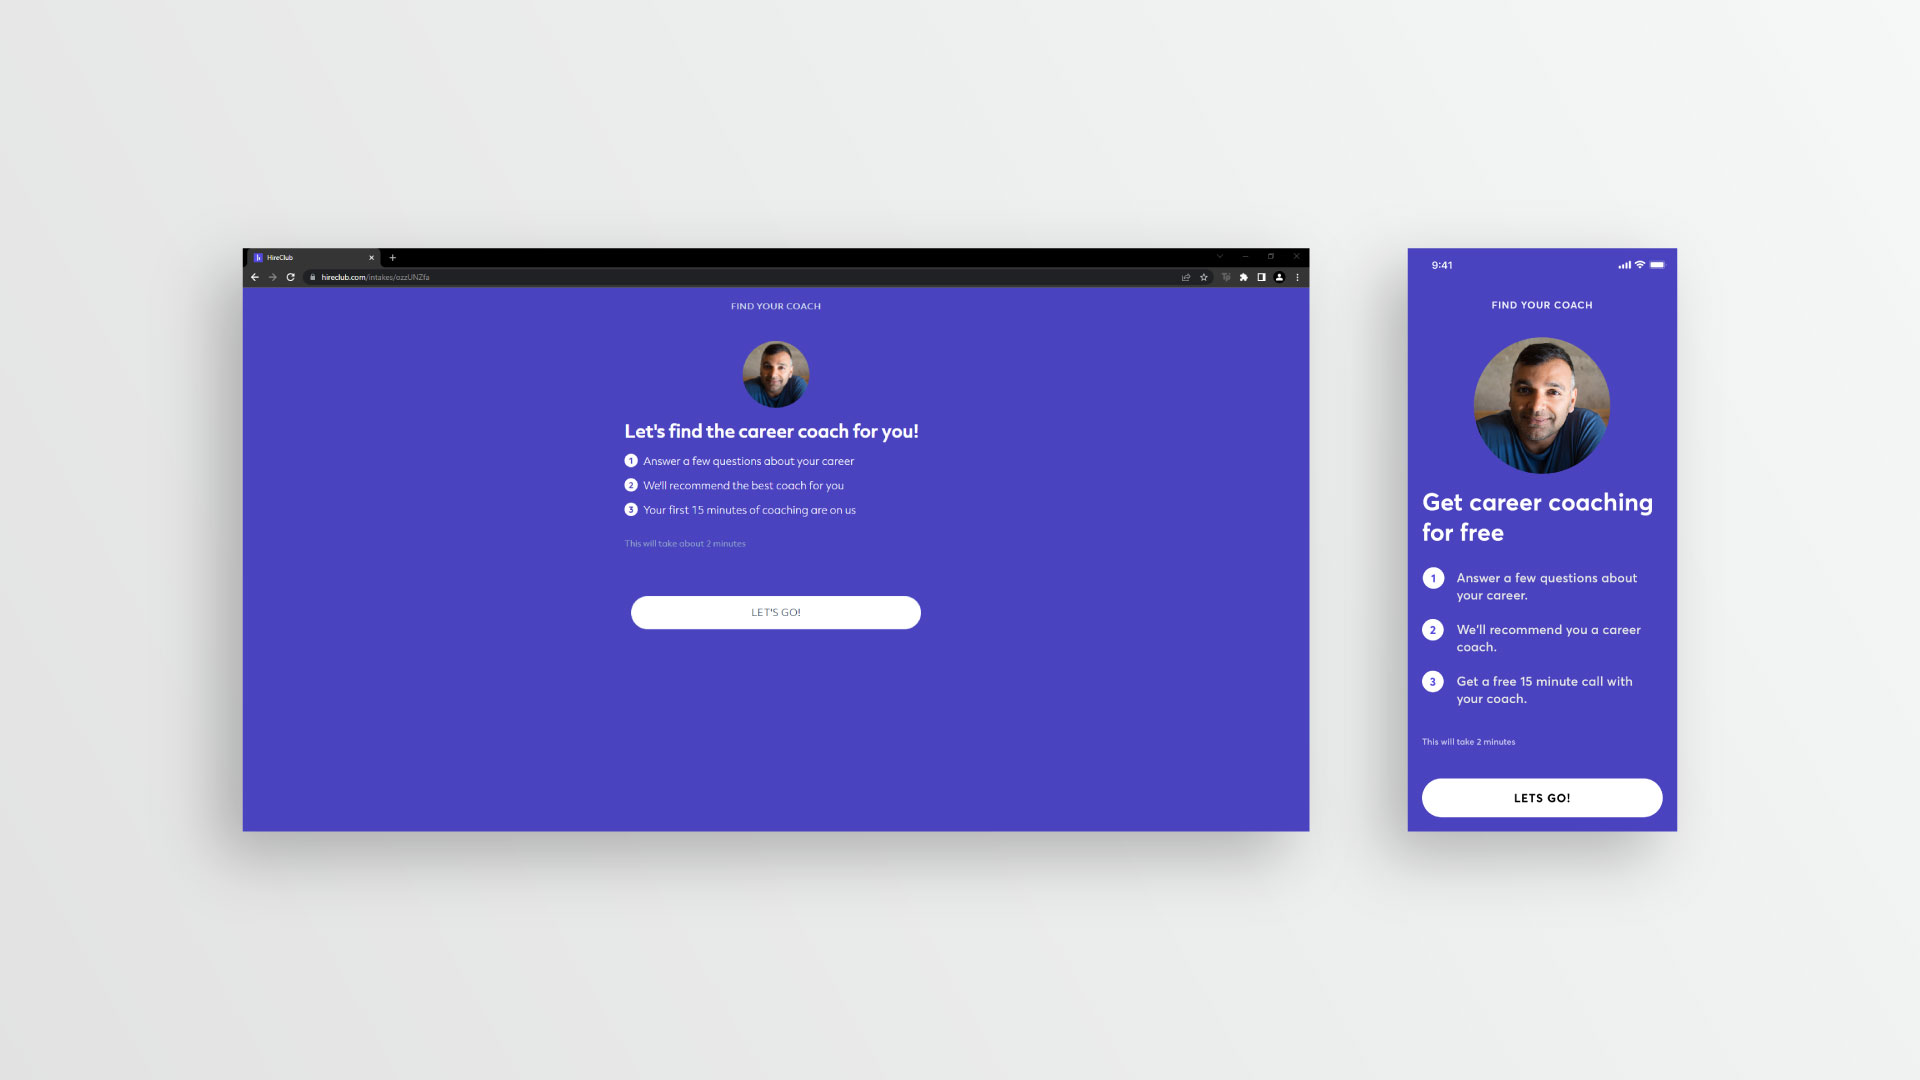 HireClub
hireclub.com/intakes/ozzUNZfa
FIND YOUR COACH
Let's find the career coach for you!
1 Answer a few questions about your career
2 We'll recommend the best coach for you
3 Your first 15 minutes of coaching are on us
This will take about 2 minutes
LET'S GO!
9:41
FIND YOUR COACH
Get career coaching
for free
1 Answer a few questions about
your career.
2 We'll recommend you a career
coach.
3 Get a free 15 minute call with
your coach.
This will take 2 minutes
LETS GO!